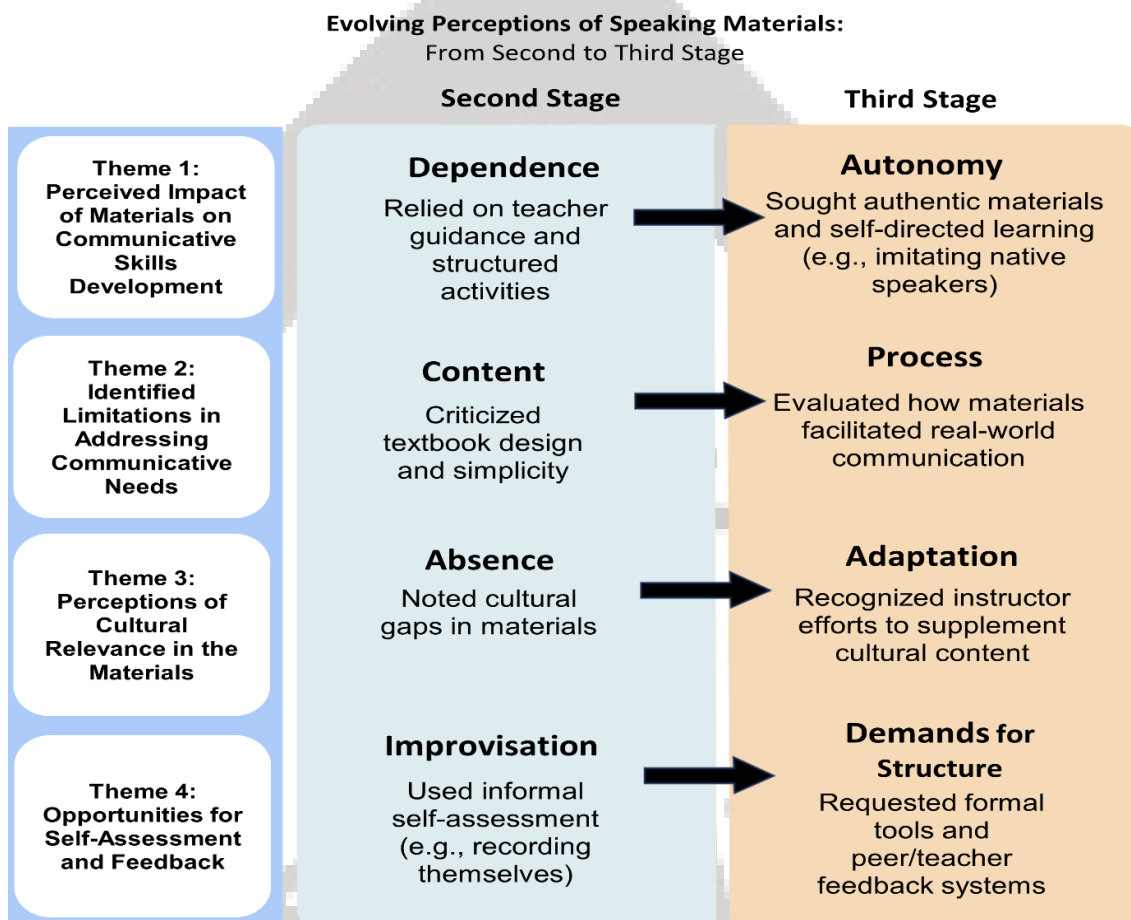 Evolving Perceptions of Speaking Materials:
From Second to Third Stage
Second Stage
Third Stage
Theme 1:
Perceived Impact
of Materials on
Communicative
Skills
Development
Dependence
Relied on teacher
guidance and
structured
activities
Autonomy
Sought authentic materials
and self-directed learning
(e.g., imitating native
speakers)
Theme 2:
Identified
Limitations in
Addressing
Communicative
Needs
Content
Criticized
textbook design
and simplicity
Process
Evaluated how materials
facilitated real-world
communication
Theme 3:
Perceptions of
Cultural
Relevance in the
Materials
Absence
Noted cultural
gaps in materials
Adaptation
Recognized instructor
efforts to supplement
cultural content
Theme 4:
Opportunities for
Self-Assessment
and Feedback
Improvisation
Used informal
self-assessment
(e.g., recording
themselves)
Demands for
Structure
Requested formal
tools and
peer/teacher
feedback systems